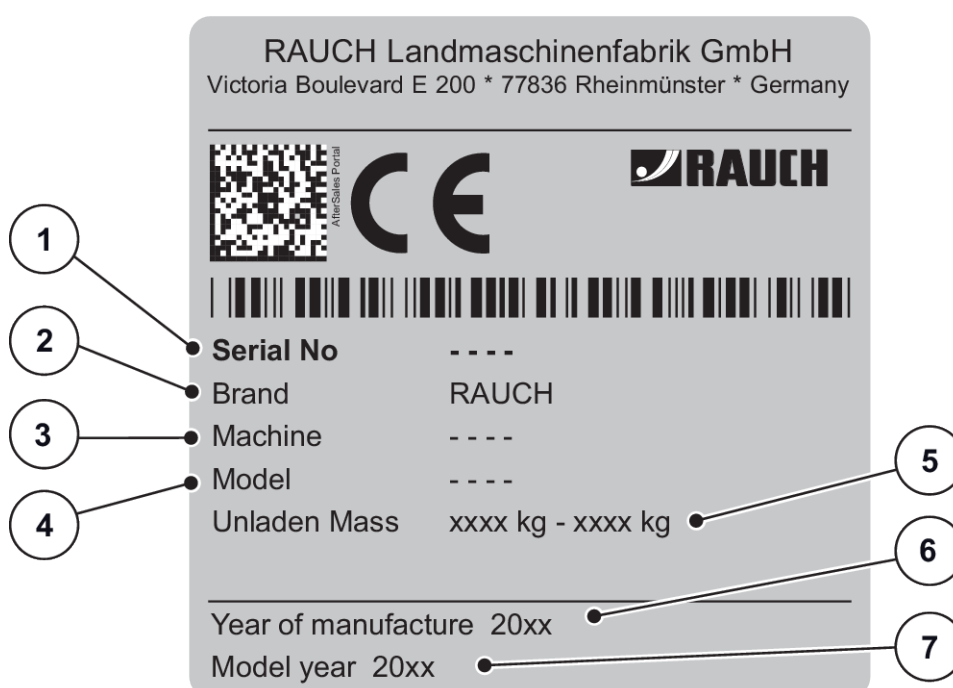 RAUCH Landmaschinenfabrik GmbH
Victoria Boulevard E 200 * 77836 Rheinmünster * Germany
AfterSales Portal
CE
RAUCH
1
Serial No - - - -
2
Brand RAUCH
3
Machine - - - -
4
Model - - - -
5
Unladen Mass xxxx kg - xxxx kg
6
Year of manufacture 20xx
7
Model year 20xx